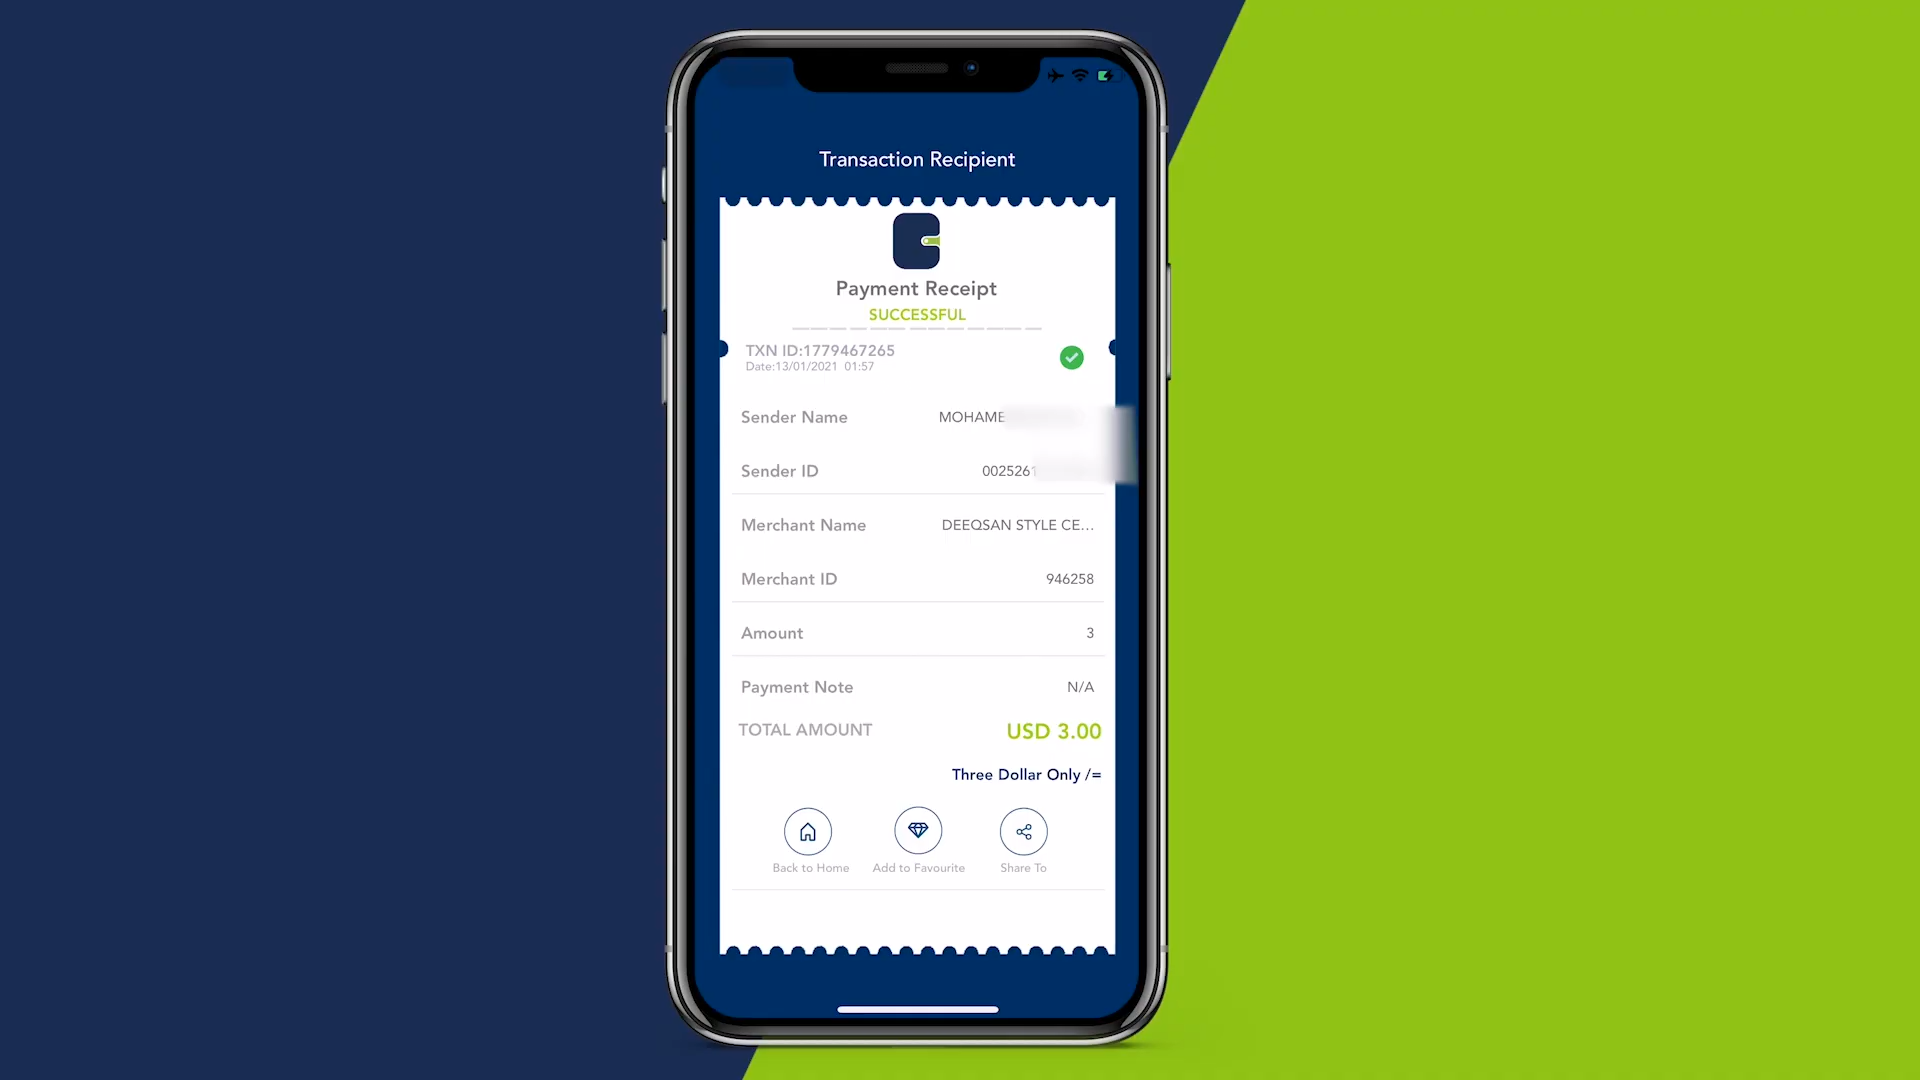 Transaction Recipient
Payment Receipt
SUCCESSFUL
TXN ID:1779467265
Date:13/01/2021 01:57
Sender Name MOHAME
Sender ID 0025261
Merchant Name DEEQSAN STYLE CE...
Merchant ID 946258
Amount 3
Payment Note N/A
TOTAL AMOUNT USD 3.00
Three Dollar Only /=
Back to Home Add to Favourite Share To